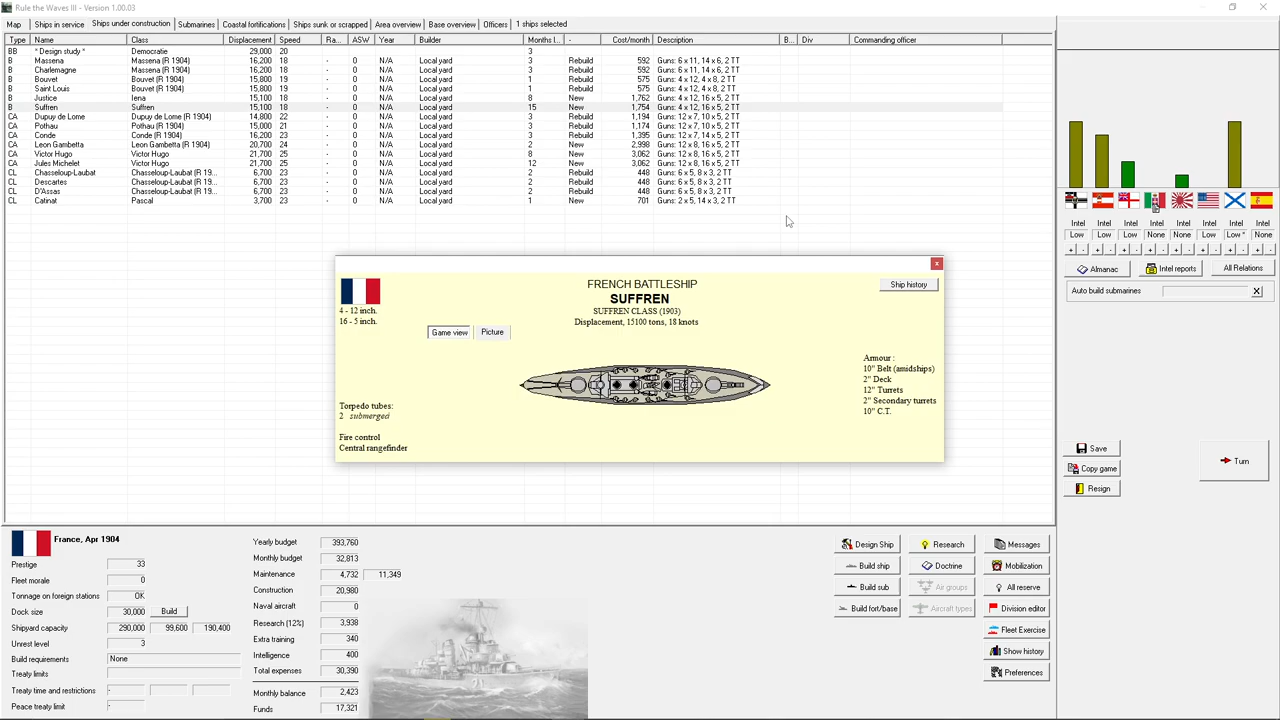 Rule the Waves III - Version 1.00.03
Map Ships in service Ships under construction Submarines Coastal fortifications Ships sunk or scrapped Area overview Base overview Officers 1 ships selected
Type Name Class Displacement Speed Ra... ASW Year Builder Months l... - Cost/month Description B... Div Commanding officer
BB * Design study * Democratie 29,000 20 3
B Massena Massena (R 1904) 16,200 18 - 0 N/A Local yard 3 Rebuild 592 Guns: 6 x 11, 14 x 6, 2 TT
B Charlemagne Massena (R 1904) 16,200 18 - 0 N/A Local yard 3 Rebuild 592 Guns: 6 x 11, 14 x 6, 2 TT
B Bouvet Bouvet (R 1904) 15,800 19 - 0 N/A Local yard 1 Rebuild 575 Guns: 4 x 12, 4 x 8, 2 TT
B Saint Louis Bouvet (R 1904) 15,800 19 - 0 N/A Local yard 1 Rebuild 575 Guns: 4 x 12, 4 x 8, 2 TT
B Justice Iena 15,100 18 - 0 N/A Local yard 8 New 1,762 Guns: 4 x 12, 16 x 5, 2 TT
B Suffren Suffren 15,100 18 - 0 N/A Local yard 15 New 1,754 Guns: 4 x 12, 16 x 5, 2 TT
CA Dupuy de Lome Dupuy de Lome (R 1904) 14,800 22 - 0 N/A Local yard 3 Rebuild 1,194 Guns: 12 x 7, 10 x 5, 2 TT
CA Pothau Pothau (R 1904) 15,000 21 - 0 N/A Local yard 3 Rebuild 1,174 Guns: 12 x 7, 14 x 5, 2 TT
CA Conde Conde (R 1904) 16,200 23 - 0 N/A Local yard 3 Rebuild 1,395 Guns: 12 x 7, 16 x 5, 2 TT
CA Leon Gambetta Leon Gambetta (R 1904) 20,700 24 - 0 N/A Local yard 2 New 2,998 Guns: 12 x 8, 16 x 5, 2 TT
CA Victor Hugo Victor Hugo 21,700 25 - 0 N/A Local yard 8 New 3,062 Guns: 12 x 8, 16 x 5, 2 TT
CA Jules Michelet Victor Hugo 21,700 25 - 0 N/A Local yard 12 New 3,062 Guns: 12 x 8, 16 x 5, 2 TT
CL Chasseloup-Laubat Chasseloup-Laubat (R 19... 6,700 23 - 0 N/A Local yard 2 Rebuild 448 Guns: 6 x 5, 8 x 3, 2 TT
CL Descartes Chasseloup-Laubat (R 19... 6,700 23 - 0 N/A Local yard 2 Rebuild 448 Guns: 6 x 5, 8 x 3, 2 TT
CL D'Assas Chasseloup-Laubat (R 19... 6,700 23 - 0 N/A Local yard 2 Rebuild 448 Guns: 6 x 5, 8 x 3, 2 TT
CL Catinat Pascal 3,700 23 - 0 N/A Local yard 1 New 701 Guns: 2 x 5, 14 x 3, 2 TT
FRENCH BATTLESHIP
SUFFREN
SUFFREN CLASS (1903)
Displacement, 15100 tons, 18 knots
Ship history
4 - 12 inch.
16 - 5 inch.
Game view Picture
Armour :
10" Belt (amidships)
2" Deck
12" Turrets
2" Secondary turrets
10" C.T.
Torpedo tubes:
2 submerged
Fire control
Central rangefinder
Intel Intel Intel Intel Intel Intel Intel Intel
Low Low Low None None Low Low * None
+ - + - + - + - + - + - + - + -
Almanac Intel reports All Relations
Auto build submarines
Save
Copy game
Resign
Turn
France, Apr 1904
Prestige 33
Fleet morale 0
Tonnage on foreign stations OK
Dock size 30,000 Build
Shipyard capacity 290,000 99,600 190,400
Unrest level 3
Build requirements None
Treaty limits
Treaty time and restrictions - 
Peace treaty limit -
Yearly budget 393,760
Monthly budget 32,813
Maintenance 4,732 11,349
Construction 20,980
Naval aircraft 0
Research (12%) 3,938
Extra training 340
Intelligence 400
Total expenses 30,390
Monthly balance 2,423
Funds 17,321
Design Ship Research Messages
Build ship Doctrine Mobilization
Build sub Air groups All reserve
Build fort/base Aircraft types Division editor
Fleet Exercise
Show history
Preferences